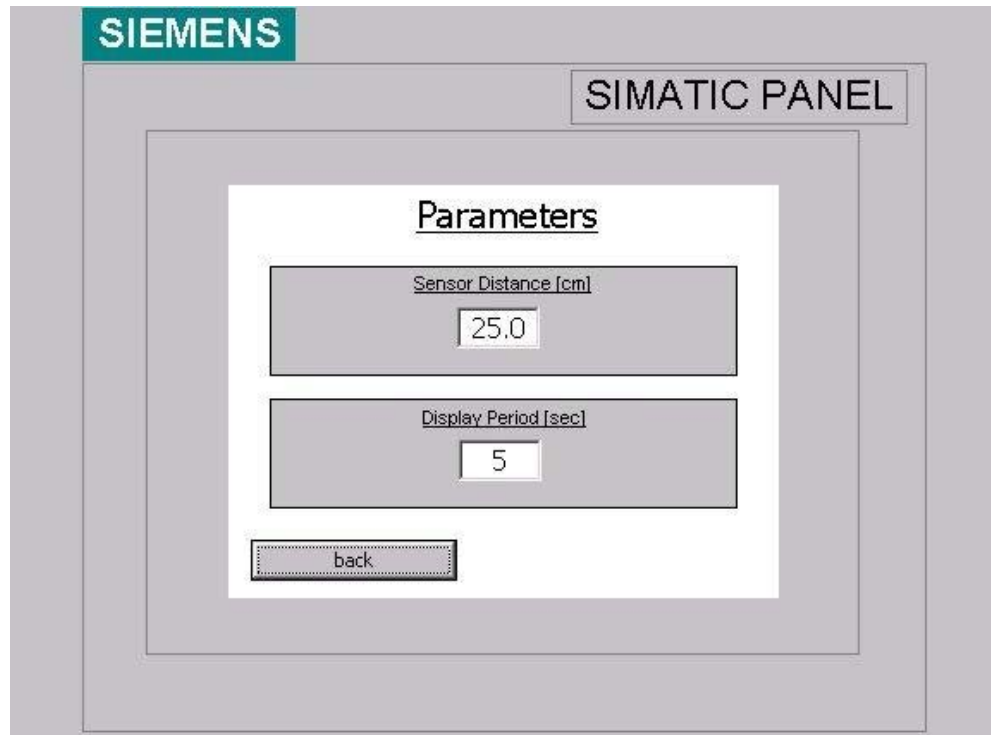 SIEMENS
SIMATIC PANEL
Parameters
Sensor Distance [cm]
25.0
Display Period [sec]
5
back